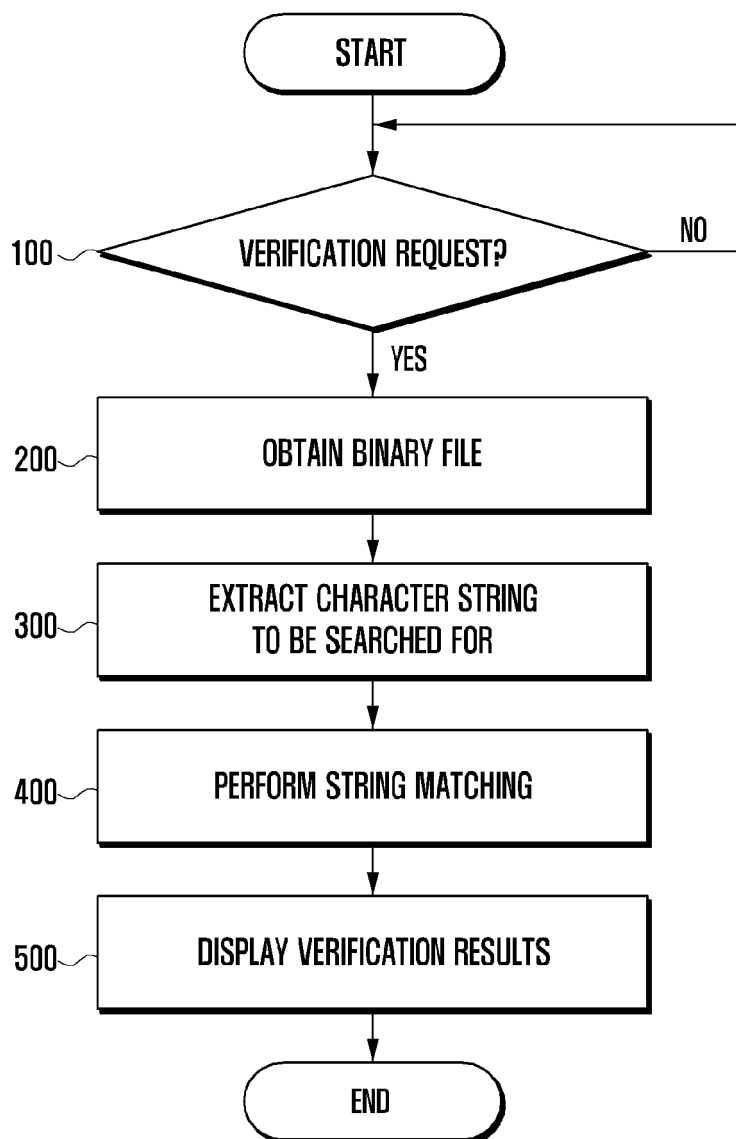 START
100
VERIFICATION REQUEST?
NO
YES
200
OBTAIN BINARY FILE
300
EXTRACT CHARACTER STRING
TO BE SEARCHED FOR
400
PERFORM STRING MATCHING
500
DISPLAY VERIFICATION RESULTS
END